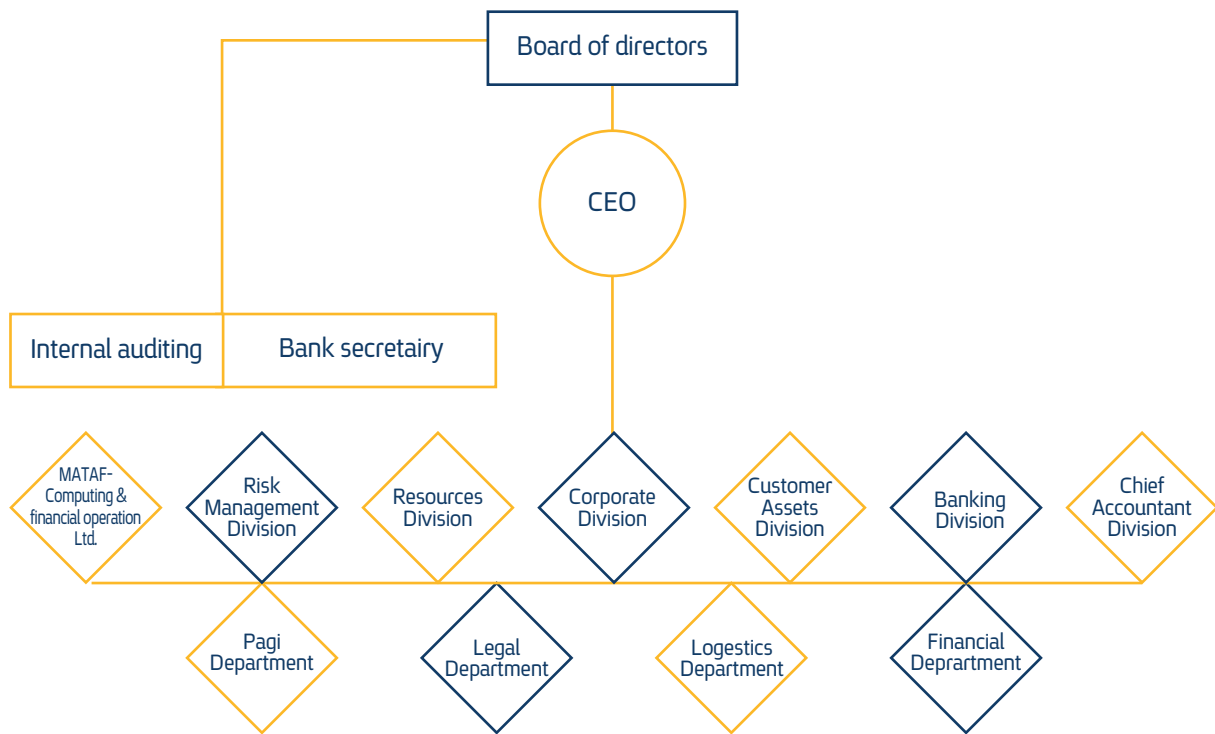 Board of directors
CEO
Internal auditing
Bank secretairy
MATAF-
Computing &
financial operation
Ltd.
Risk
Management
Division
Resources
Division
Corporate
Division
Customer
Assets
Division
Banking
Division
Chief
Accountant
Division
Pagi
Department
Legal
Department
Logestics
Department
Financial
Deprartment